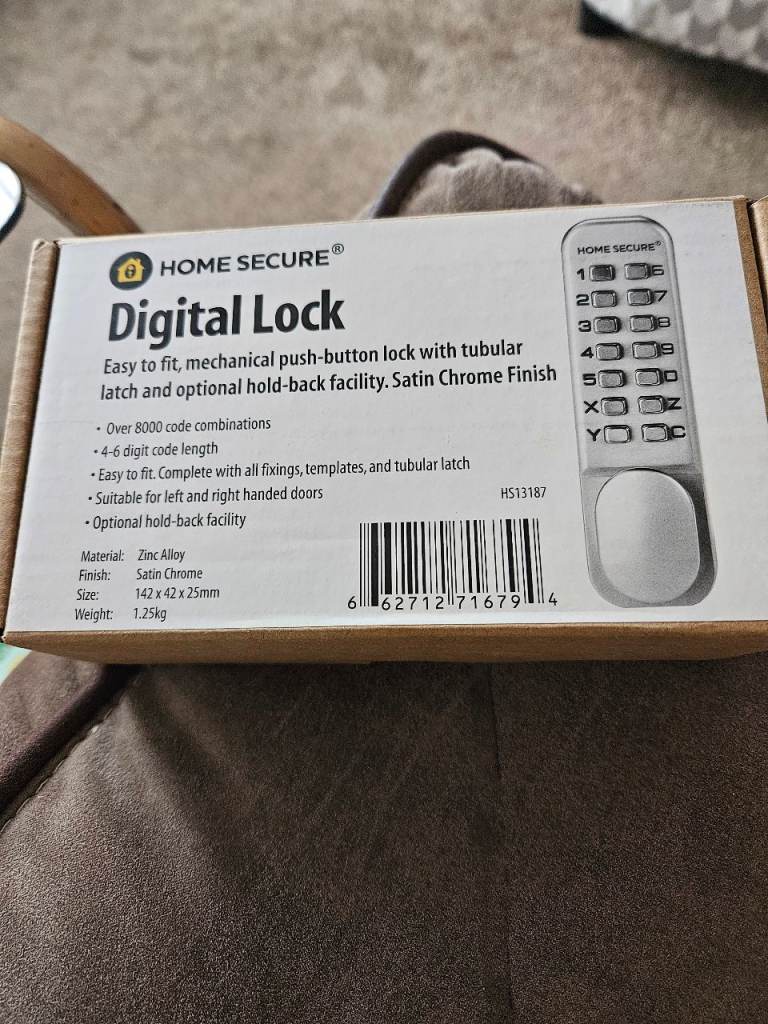 HOME SECURE®
Digital Lock
Easy to fit, mechanical push-button lock with tubular
latch and optional hold-back facility. Satin Chrome Finish
• Over 8000 code combinations
• 4-6 digit code length
• Easy to fit. Complete with all fixings, templates, and tubular latch
• Suitable for left and right handed doors
• Optional hold-back facility
HS13187
Material: Zinc Alloy
Finish: Satin Chrome
Size: 142 x 42 x 25mm
Weight: 1.25kg
6 62712 71679 4
HOME SECURE®
1 6
2 7
3 8
4 9
5 0
X Z
Y C